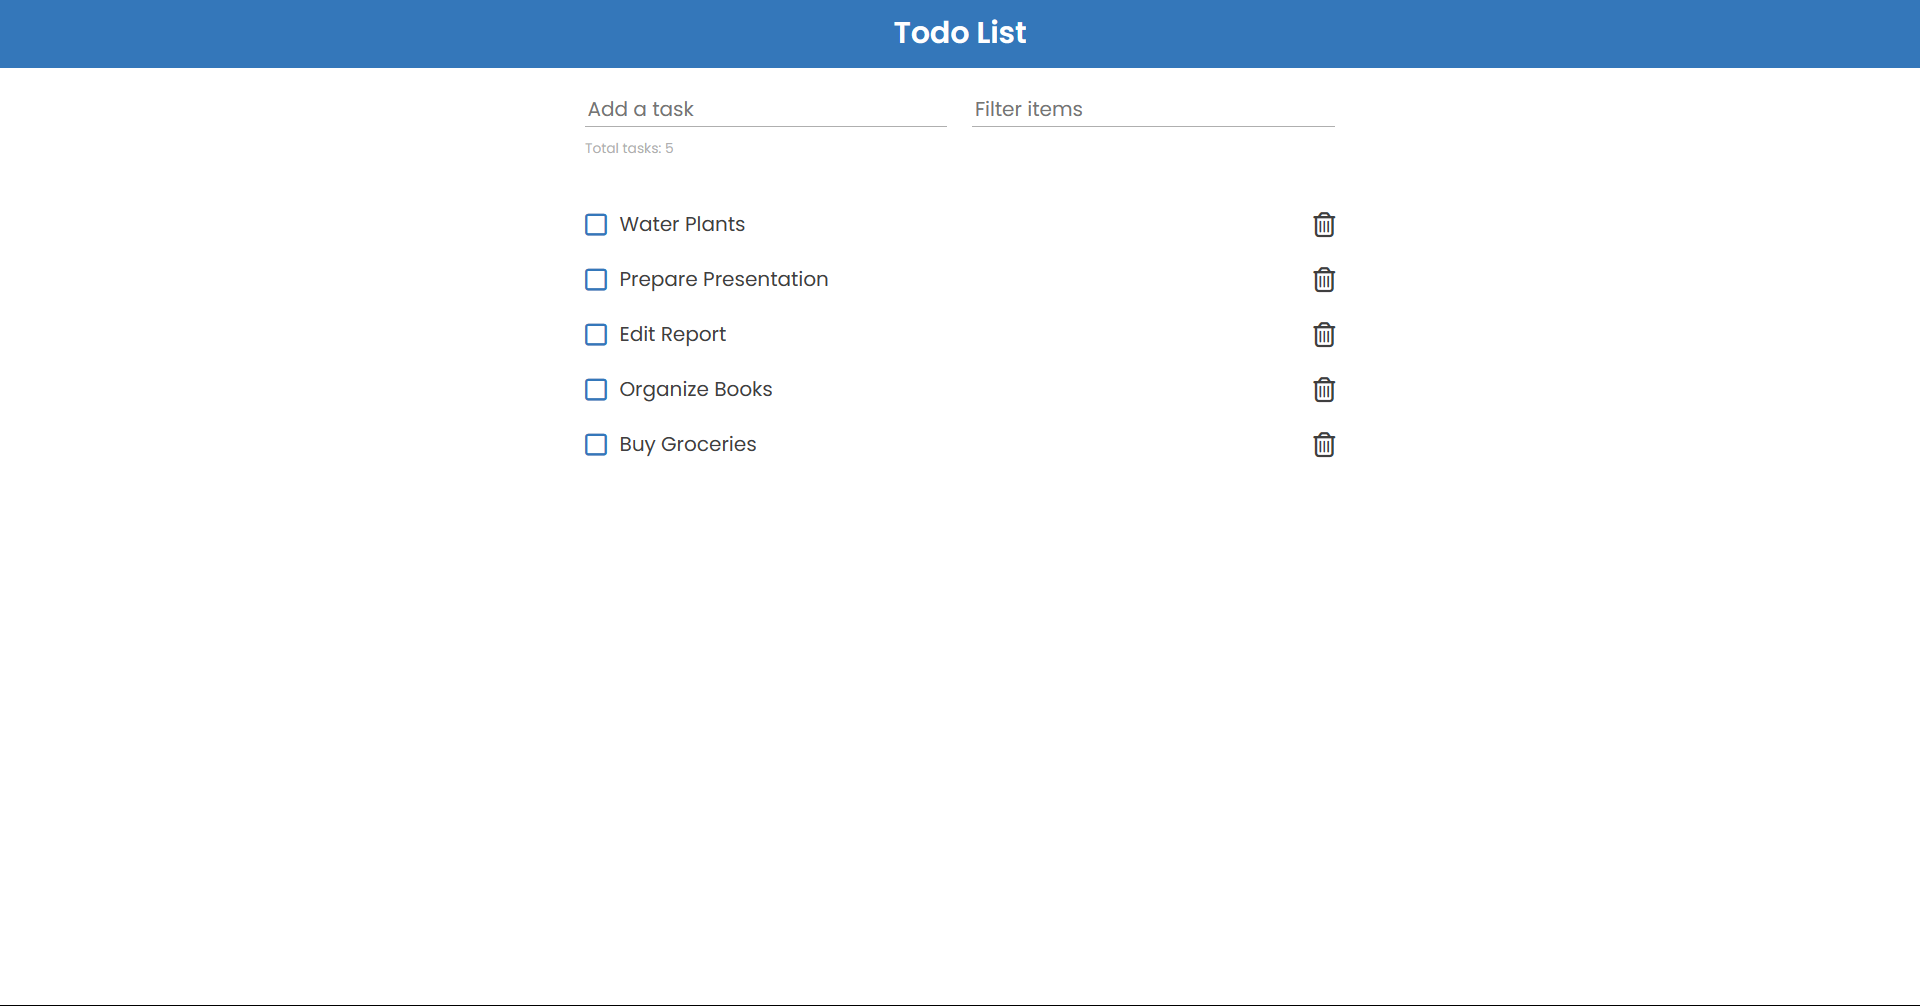 Todo List
Add a task
Filter items
Total tasks: 5
Water Plants
Prepare Presentation
Edit Report
Organize Books
Buy Groceries